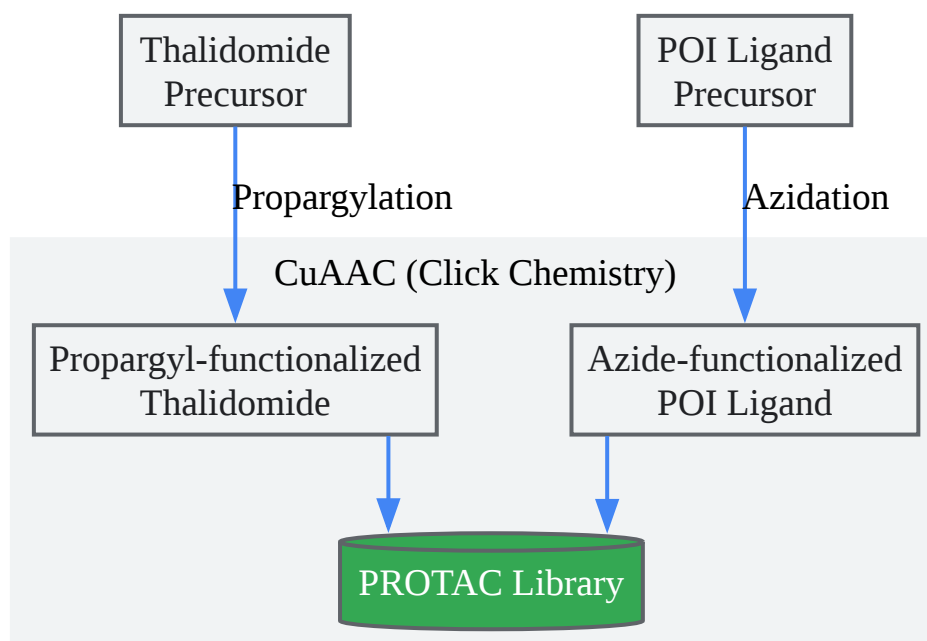 Thalidomide
Precursor
POI Ligand
Precursor
Propargylation
Azidation
CuAAC (Click Chemistry)
Propargyl-functionalized
Thalidomide
Azide-functionalized
POI Ligand
PROTAC Library